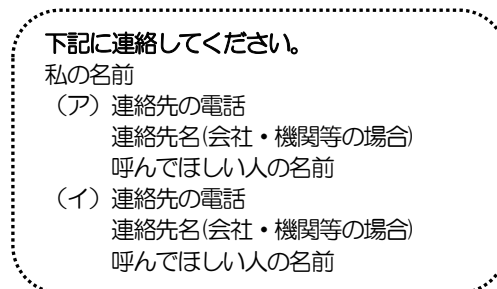 下記に連絡してください。
私の名前
（ア）連絡先の電話
連絡先名(会社・機関等の場合)
呼んでほしい人の名前
（イ）連絡先の電話
連絡先名(会社・機関等の場合)
呼んでほしい人の名前